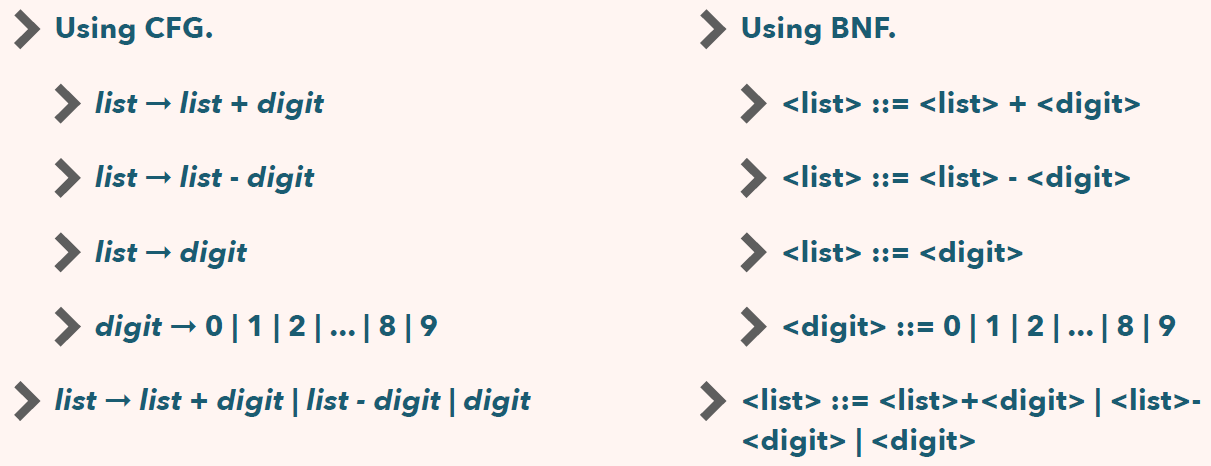 Using CFG.
list → list + digit
list → list - digit
list → digit
digit → 0 | 1 | 2 | ... | 8 | 9
list → list + digit | list - digit | digit
Using BNF.
<list> ::= <list> + <digit>
<list> ::= <list> - <digit>
<list> ::= <digit>
<digit> ::= 0 | 1 | 2 | ... | 8 | 9
<list> ::= <list>+<digit> | <list>-
<digit> | <digit>